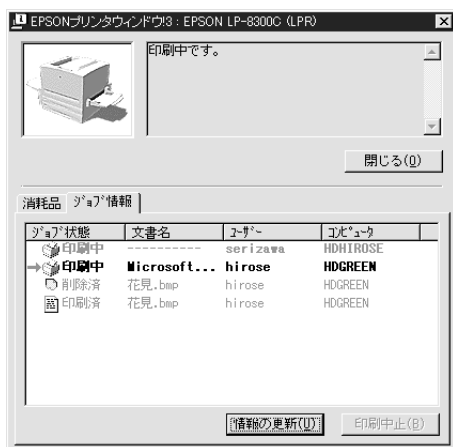 EPSONプリンタウィンドウ!3 : EPSON LP-8300C (LPR)
印刷中です。
閉じる(O)
消耗品 ジョブ情報
ジョブ状態 文書名 ユーザー コンピュータ
印刷中 ---------- serizawa HDHIROSE
→印刷中 Microsoft... hirose HDGREEN
削除済 花見.bmp hirose HDGREEN
印刷済 花見.bmp hirose HDGREEN
情報の更新(U) 印刷中止(B)